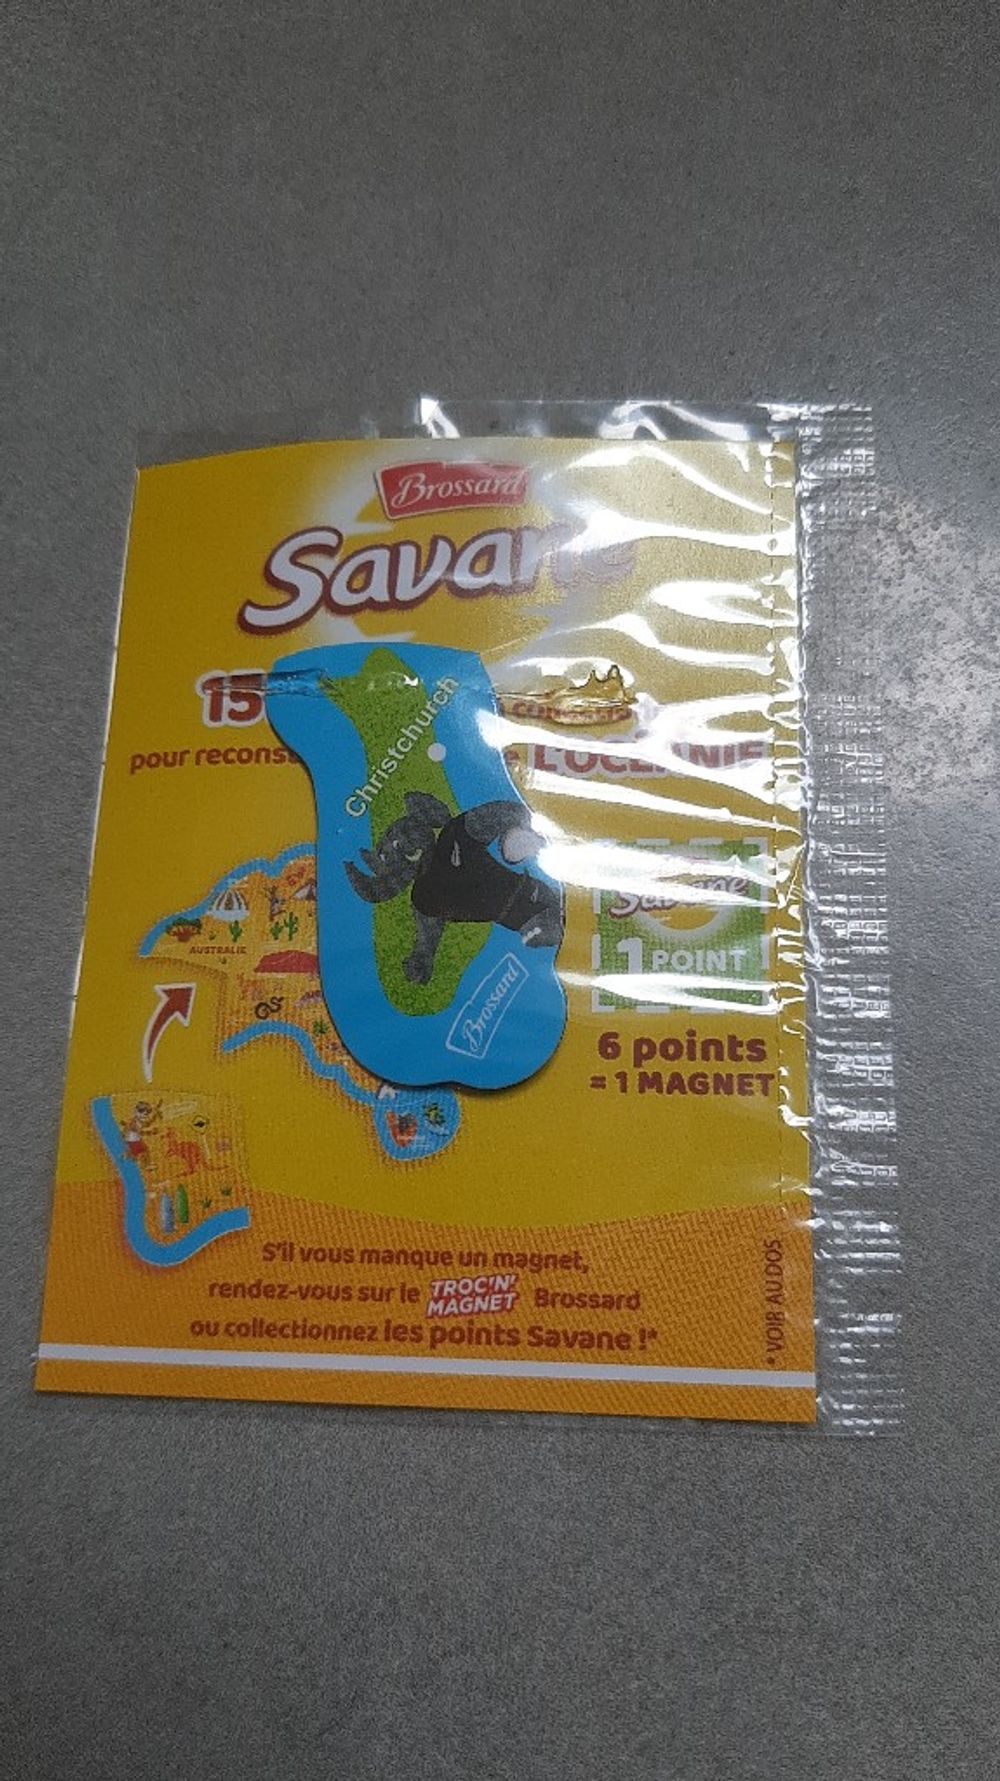 Brossard
Savane
15
pour reconst
L'OCÉANIE
Christchurch
Brossard
AUSTRALIE
Savane
1 POINT
6 points
= 1 MAGNET
S'il vous manque un magnet,
rendez-vous sur le TROC'N' MAGNET Brossard
ou collectionnez les points Savane !*
* VOIR AU DOS